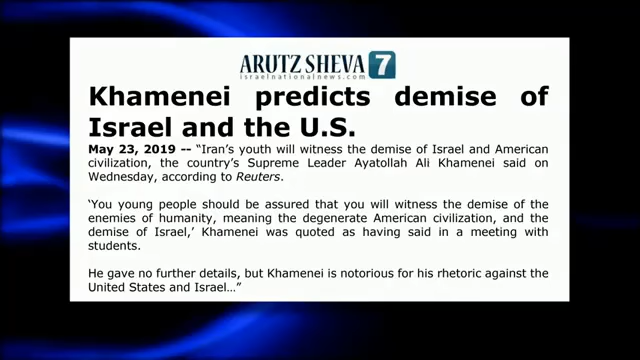 ARUTZ SHEVA 7
israelnationalnews.com
Khamenei predicts demise of
Israel and the U.S.
May 23, 2019 -- “Iran’s youth will witness the demise of Israel and American
civilization, the country’s Supreme Leader Ayatollah Ali Khamenei said on
Wednesday, according to Reuters.
‘You young people should be assured that you will witness the demise of the
enemies of humanity, meaning the degenerate American civilization, and the
demise of Israel,’ Khamenei was quoted as having said in a meeting with
students.
He gave no further details, but Khamenei is notorious for his rhetoric against the
United States and Israel…”